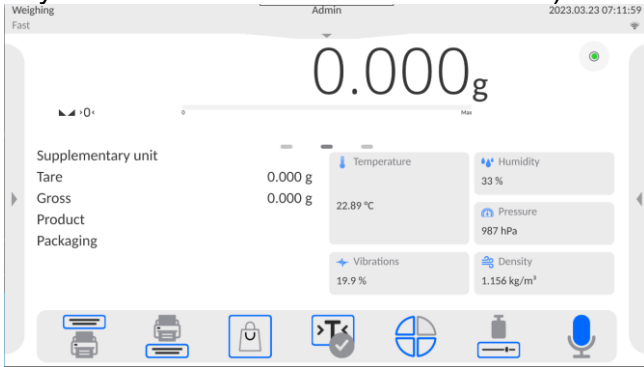 Weighing Admin 2023.03.23 07:11:59
Fast
0.000g
›0‹
0 Max
Supplementary unit
Tare 0.000 g
Gross 0.000 g
Product
Packaging
Temperature
22.89 °C
Humidity
33 %
Pressure
987 hPa
Vibrations
19.9 %
Density
1.156 kg/m³
›T‹